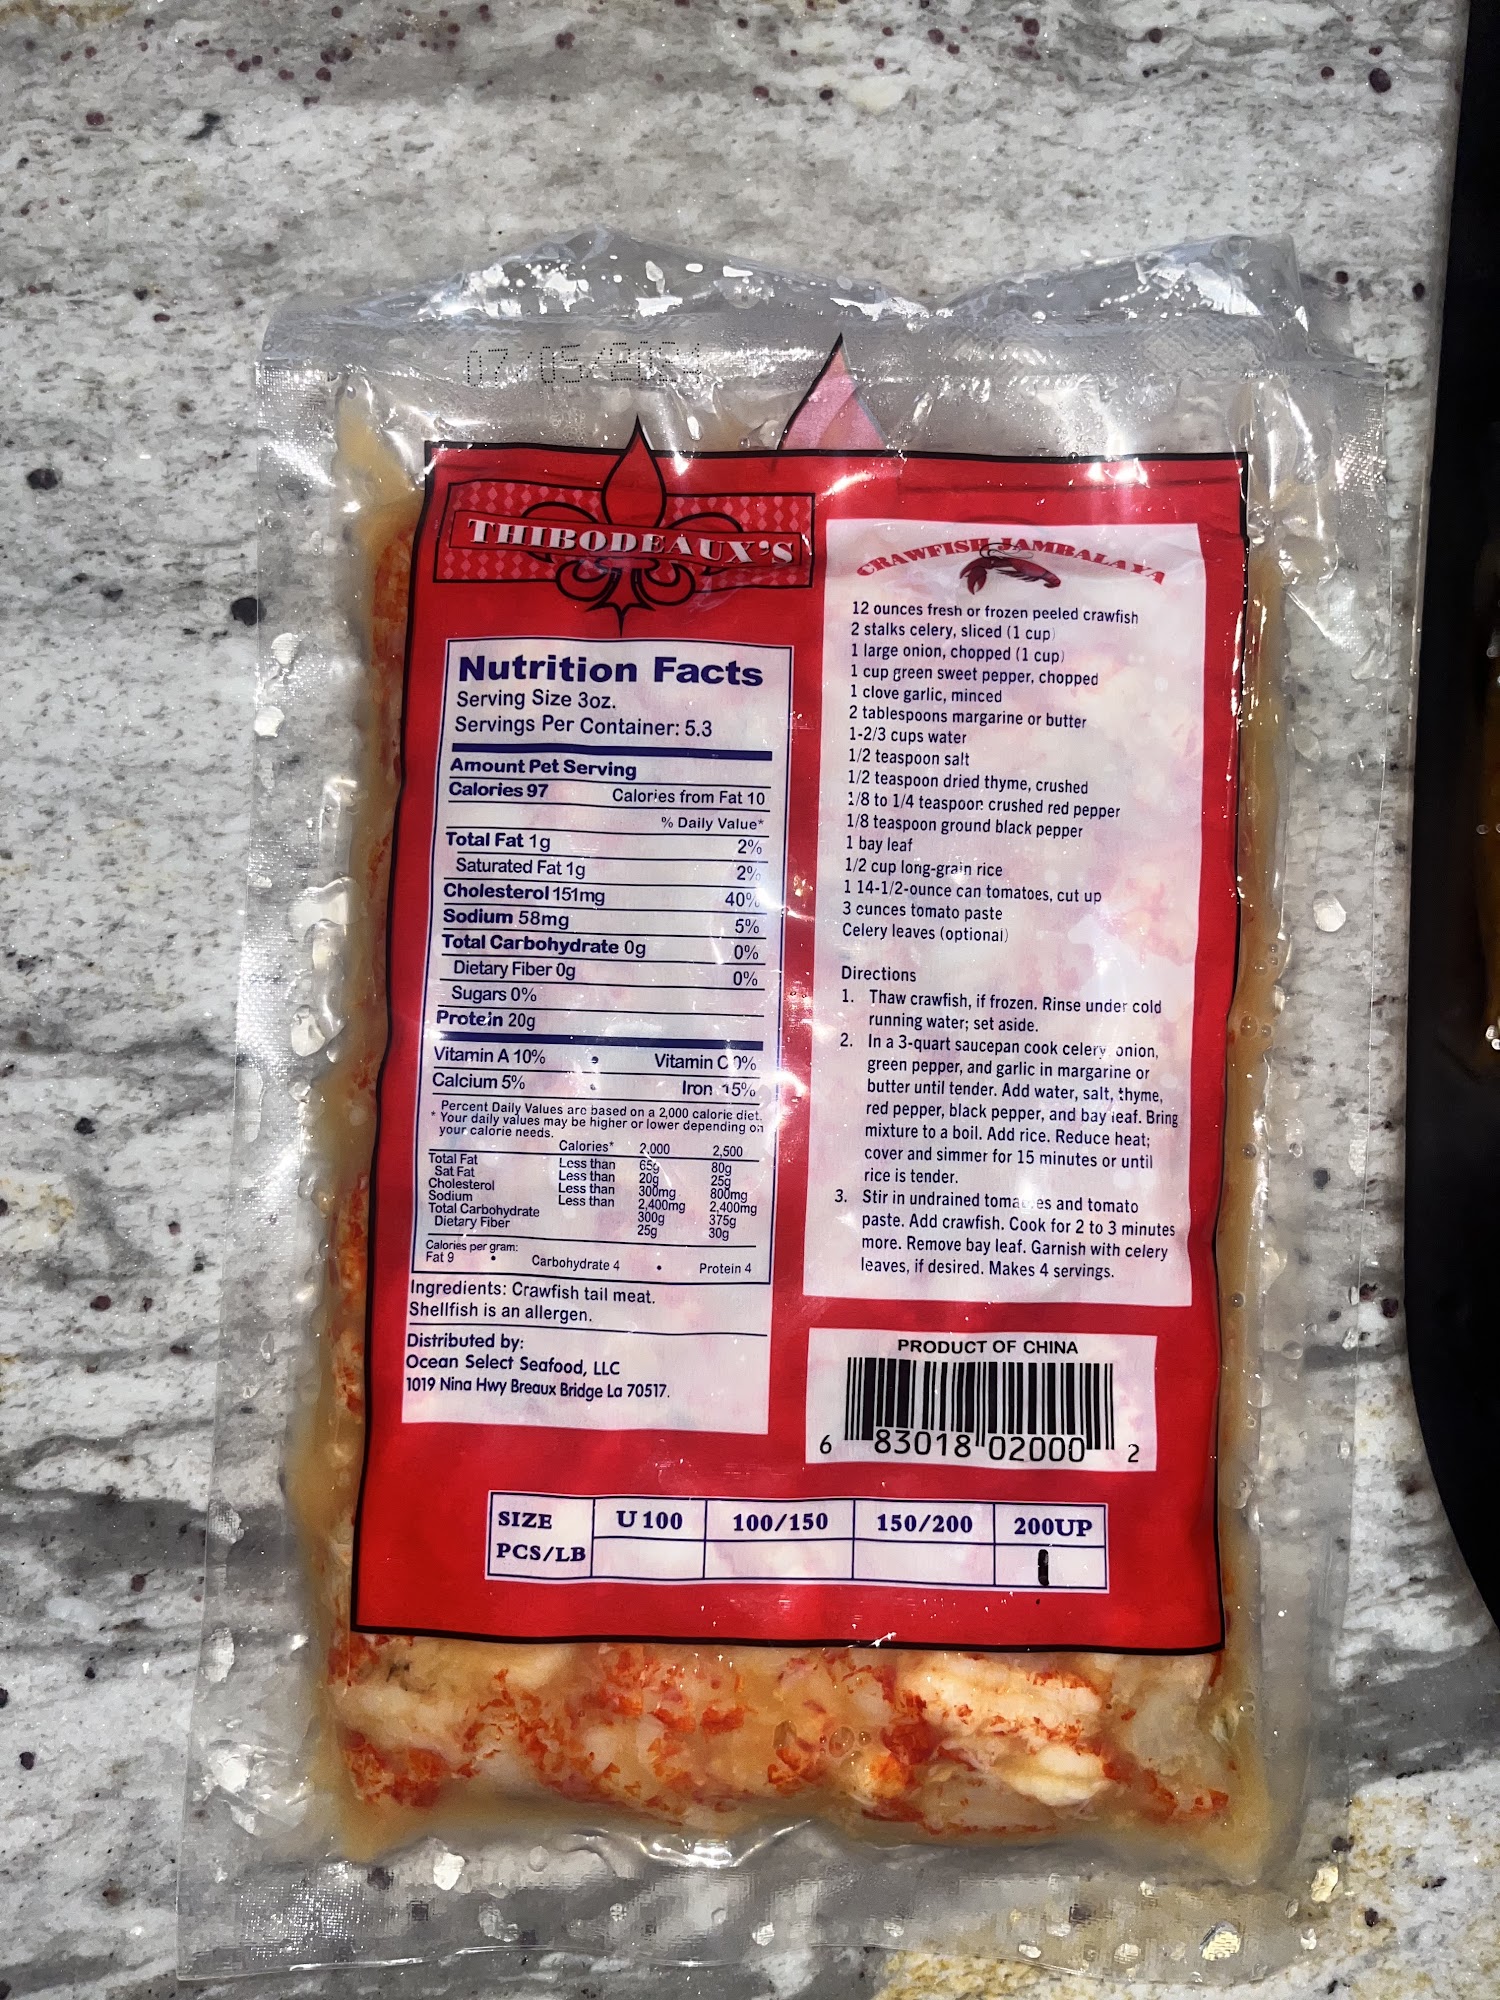 07/05/2024
THIBODEAUX'S
Nutrition Facts
Serving Size 3oz.
Servings Per Container: 5.3
Amount Pet Serving
Calories 97 Calories from Fat 10
% Daily Value*
Total Fat 1g 2%
Saturated Fat 1g 2%
Cholesterol 151mg 40%
Sodium 58mg 5%
Total Carbohydrate 0g 0%
Dietary Fiber 0g 0%
Sugars 0%
Protein 20g
Vitamin A 10% • Vitamin C 0%
Calcium 5% • Iron 15%
Percent Daily Values are based on a 2,000 calorie diet.
* Your daily values may be higher or lower depending on
your calorie needs.
Calories* 2,000 2,500
Total Fat Less than 65g 80g
Sat Fat Less than 20g 25g
Cholesterol Less than 300mg 800mg
Sodium Less than 2,400mg 2,400mg
Total Carbohydrate 300g 375g
Dietary Fiber 25g 30g
Calories per gram:
Fat 9 • Carbohydrate 4 • Protein 4
Ingredients: Crawfish tail meat.
Shellfish is an allergen.
Distributed by:
Ocean Select Seafood, LLC
1019 Nina Hwy Breaux Bridge La 70517.
CRAWFISH JAMBALAYA
12 ounces fresh or frozen peeled crawfish
2 stalks celery, sliced (1 cup)
1 large onion, chopped (1 cup)
1 cup green sweet pepper, chopped
1 clove garlic, minced
2 tablespoons margarine or butter
1-2/3 cups water
1/2 teaspoon salt
1/2 teaspoon dried thyme, crushed
1/8 to 1/4 teaspoon crushed red pepper
1/8 teaspoon ground black pepper
1 bay leaf
1/2 cup long-grain rice
1 14-1/2-ounce can tomatoes, cut up
3 ounces tomato paste
Celery leaves (optional)
Directions
1. Thaw crawfish, if frozen. Rinse under cold
running water; set aside.
2. In a 3-quart saucepan cook celery, onion,
green pepper, and garlic in margarine or
butter until tender. Add water, salt, thyme,
red pepper, black pepper, and bay leaf. Bring
mixture to a boil. Add rice. Reduce heat;
cover and simmer for 15 minutes or until
rice is tender.
3. Stir in undrained tomatoes and tomato
paste. Add crawfish. Cook for 2 to 3 minutes
more. Remove bay leaf. Garnish with celery
leaves, if desired. Makes 4 servings.
PRODUCT OF CHINA
6 83018 02000 2
SIZE U 100 100/150 150/200 200UP
PCS/LB